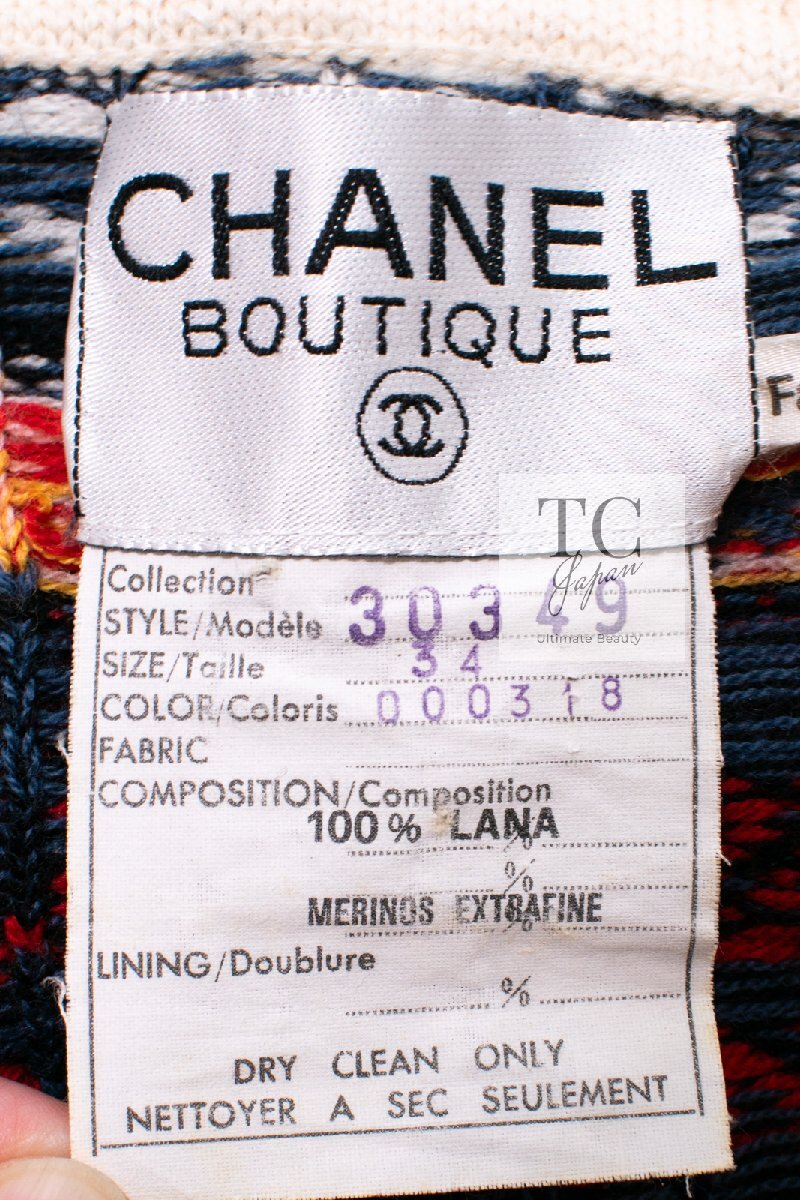 CHANEL
BOUTIQUE
Fa
TC
Japan
Ultimate Beauty
Collection
STYLE/Modèle 30349
SIZE/Taille 34
COLOR/Coloris 000318
FABRIC
COMPOSITION/Composition
100% LANA
%
%
MERINOS EXTRAFINE
%
LINING/Doublure
%
DRY CLEAN ONLY
NETTOYER A SEC SEULEMENT